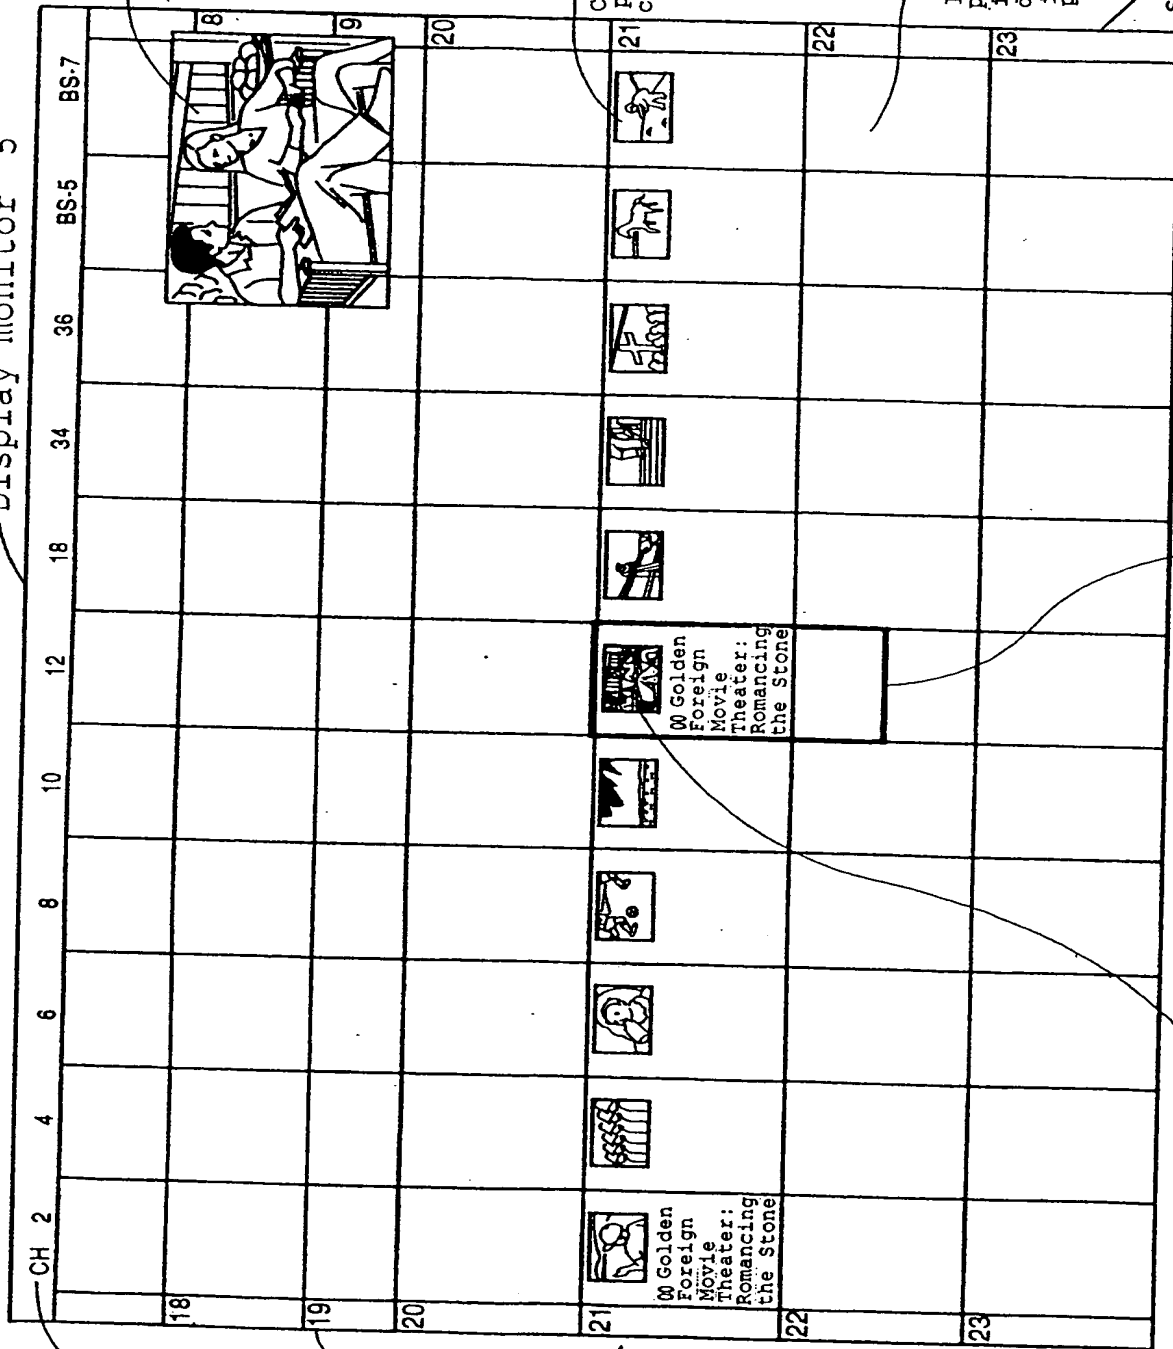 Display monitor 5
CH 2 4 6 8 10 12 18 34 36 BS-5 BS-7
18 8
19 9
20 20
21 21
00 Golden
Foreign
Movie
Theater:
Romancing
the Stone
00 Golden
Foreign
Movie
Theater:
Romancing
the Stone
22 22
23 23